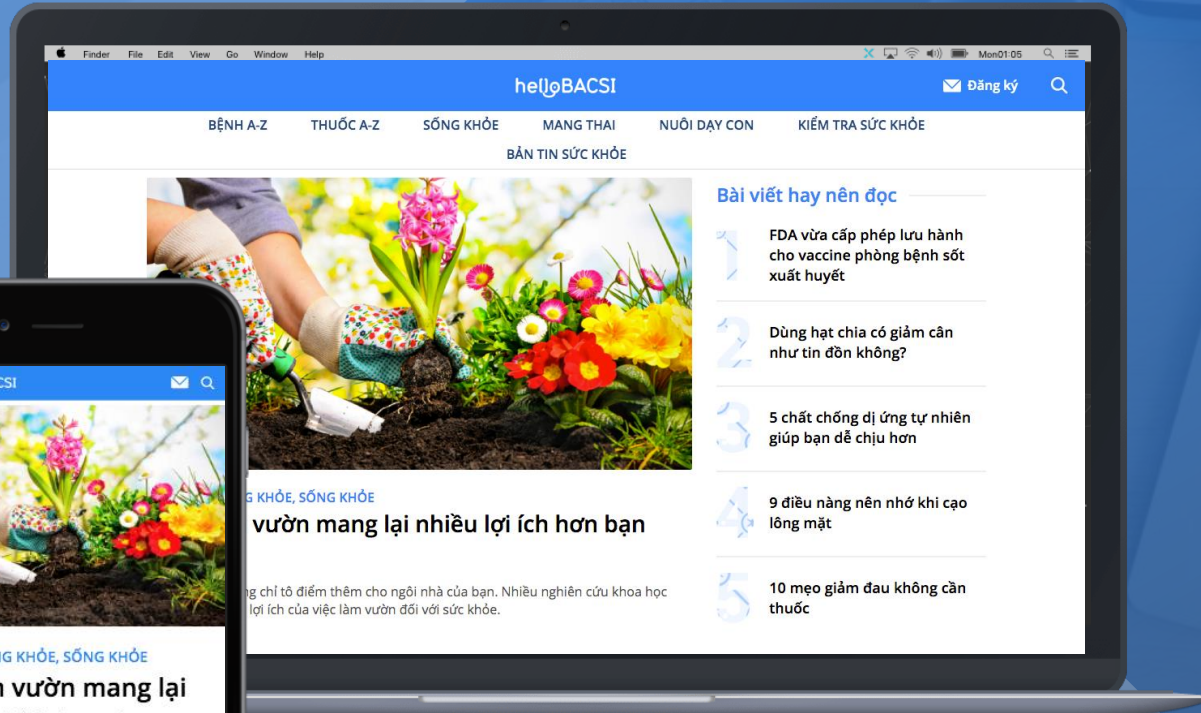 Finder File Edit View Go Window Help Mon01:05
helloBACSI
Đăng ký
BỆNH A-Z THUỐC A-Z SỐNG KHỎE MANG THAI NUÔI DẠY CON KIỂM TRA SỨC KHỎE
BẢN TIN SỨC KHỎE
KHỎE, SỐNG KHỎE
vườn mang lại nhiều lợi ích hơn bạn
chỉ tô điểm thêm cho ngôi nhà của bạn. Nhiều nghiên cứu khoa học
lợi ích của việc làm vườn đối với sức khỏe.
Bài viết hay nên đọc
1
FDA vừa cấp phép lưu hành
cho vaccine phòng bệnh sốt
xuất huyết
2
Dùng hạt chia có giảm cân
như tin đồn không?
3
5 chất chống dị ứng tự nhiên
giúp bạn dễ chịu hơn
4
9 điều nàng nên nhớ khi cạo
lông mặt
5
10 mẹo giảm đau không cần
thuốc
CSI
KHỎE, SỐNG KHỎE
vườn mang lại